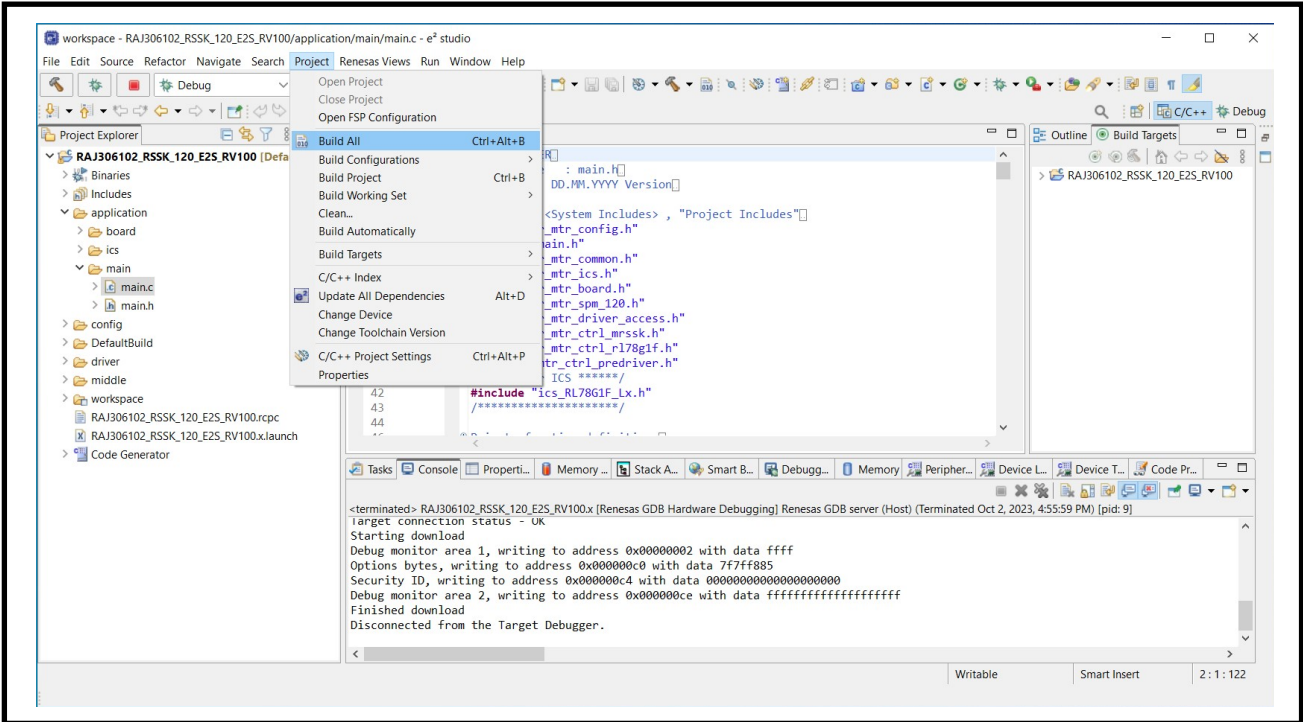 workspace - RAJ306102_RSSK_120_E2S_RV100/application/main/main.c - e² studio
File Edit Source Refactor Navigate Search Project Renesas Views Run Window Help
Debug
C/C++ Debug
Project Explorer
RAJ306102_RSSK_120_E2S_RV100 [Defa
Binaries
Includes
application
board
ics
main
main.c
main.h
config
DefaultBuild
driver
middle
workspace
RAJ306102_RSSK_120_E2S_RV100.rcpc
RAJ306102_RSSK_120_E2S_RV100.x.launch
Code Generator
Open Project
Close Project
Open FSP Configuration
Build All Ctrl+Alt+B
Build Configurations
Build Project Ctrl+B
Build Working Set
Clean...
Build Automatically
Build Targets
C/C++ Index
Update All Dependencies Alt+D
Change Device
Change Toolchain Version
C/C++ Project Settings Ctrl+Alt+P
Properties
: main.h
DD.MM.YYYY Version
<System Includes> , "Project Includes"
_mtr_config.h"
ain.h"
_mtr_common.h"
_mtr_ics.h"
_mtr_board.h"
_mtr_spm_120.h"
_mtr_driver_access.h"
_mtr_ctrl_mrssk.h"
_mtr_ctrl_rl78g1f.h"
tr_ctrl_predriver.h"
ICS ******/
42 #include "ics_RL78G1F_Lx.h"
43 /*********************/
44
Outline Build Targets
RAJ306102_RSSK_120_E2S_RV100
Tasks Console Properti... Memory ... Stack A... Smart B... Debugg... Memory Peripher... Device L... Device T... Code Pr...
<terminated> RAJ306102_RSSK_120_E2S_RV100.x [Renesas GDB Hardware Debugging] Renesas GDB server (Host) (Terminated Oct 2, 2023, 4:55:59 PM) [pid: 9]
Target connection status - OK
Starting download
Debug monitor area 1, writing to address 0x00000002 with data ffff
Options bytes, writing to address 0x000000c0 with data 7f7ff885
Security ID, writing to address 0x000000c4 with data 00000000000000000000
Debug monitor area 2, writing to address 0x000000ce with data ffffffffffffffffffff
Finished download
Disconnected from the Target Debugger.
Writable Smart Insert 2 : 1 : 122